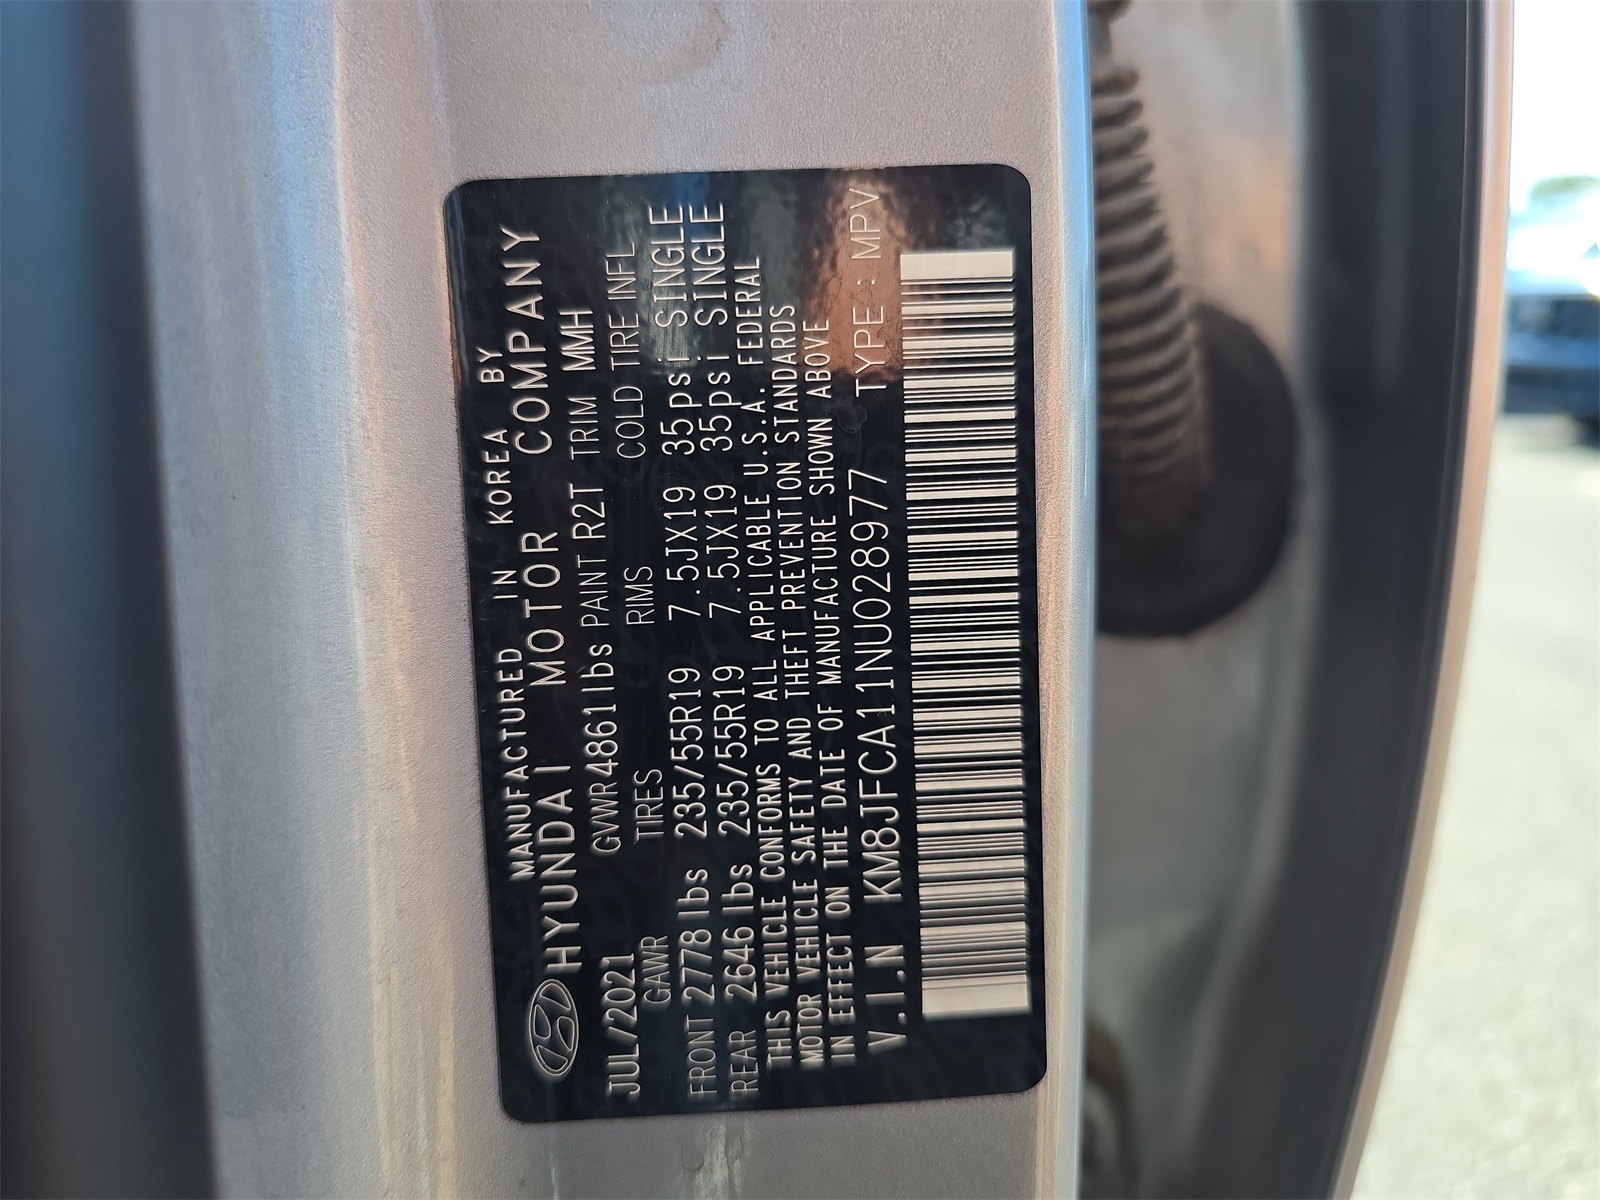 MANUFACTURED IN KOREA BY
HYUNDAI MOTOR COMPANY
JUL/2021 GVWR 4861lbs PAINT R2T TRIM MMH
GAWR TIRES RIMS COLD TIRE INFL
FRONT 2778lbs 235/55R19 7.5JX19 35psi SINGLE
REAR 2646lbs 235/55R19 7.5JX19 35psi SINGLE
THIS VEHICLE CONFORMS TO ALL APPLICABLE U.S.A. FEDERAL
MOTOR VEHICLE SAFETY AND THEFT PREVENTION STANDARDS
IN EFFECT ON THE DATE OF MANUFACTURE SHOWN ABOVE
V.I.N KM8JFCA11NU028977 TYPE : MPV